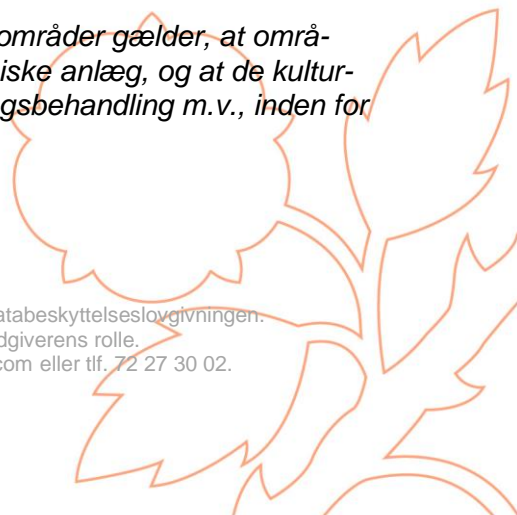 områder gælder, at områ-
iske anlæg, og at de kultur-
gsbehandling m.v., inden for
atabeskyttelseslovgivningen.
dgiverens rolle.
com eller tlf. 72 27 30 02.